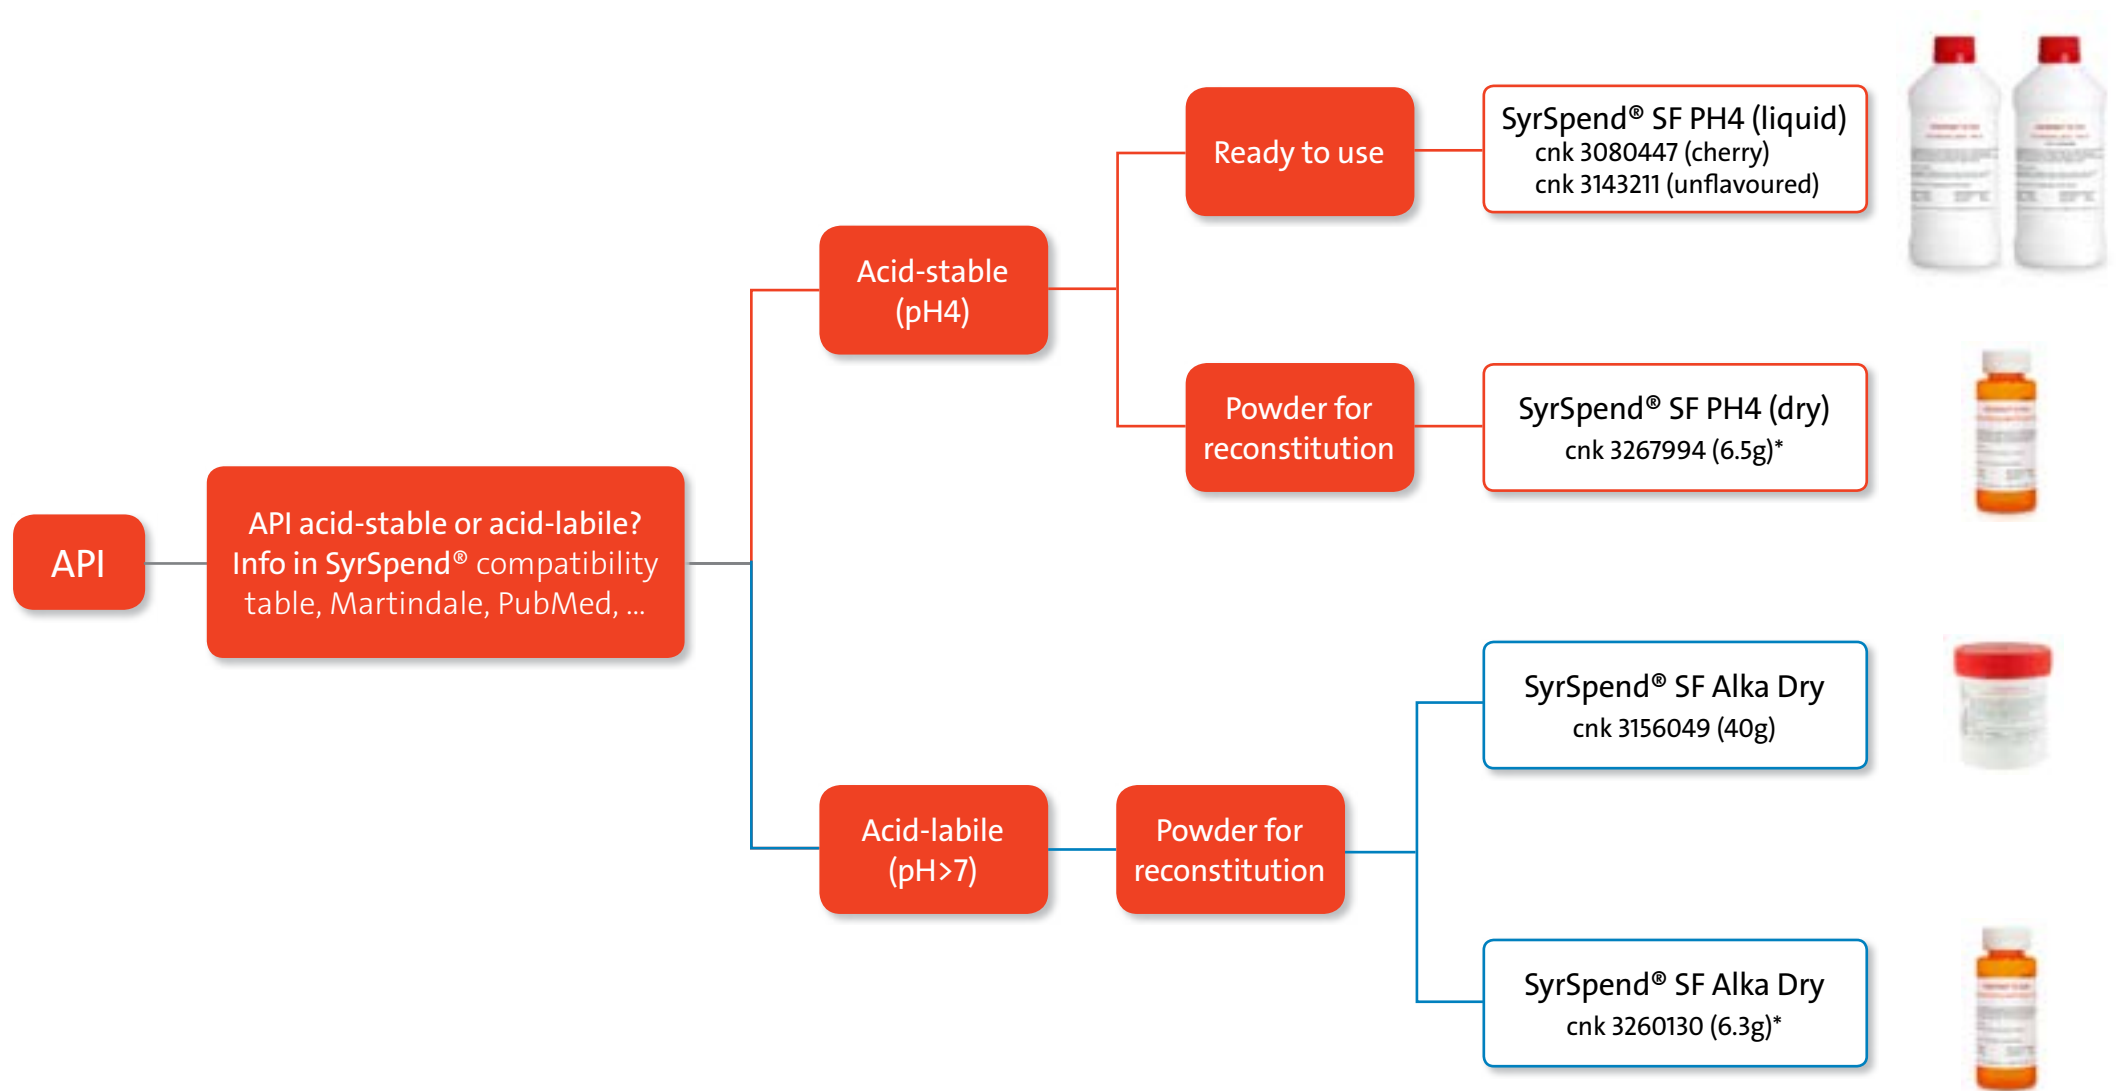 API
API acid-stable or acid-labile?
Info in SyrSpend® compatibility
table, Martindale, PubMed, ...
Acid-stable
(pH4)
Ready to use
SyrSpend® SF PH4 (liquid)
cnk 3080447 (cherry)
cnk 3143211 (unflavoured)
Powder for
reconstitution
SyrSpend® SF PH4 (dry)
cnk 3267994 (6.5g)*
Acid-labile
(pH>7)
Powder for
reconstitution
SyrSpend® SF Alka Dry
cnk 3156049 (40g)
SyrSpend® SF Alka Dry
cnk 3260130 (6.3g)*